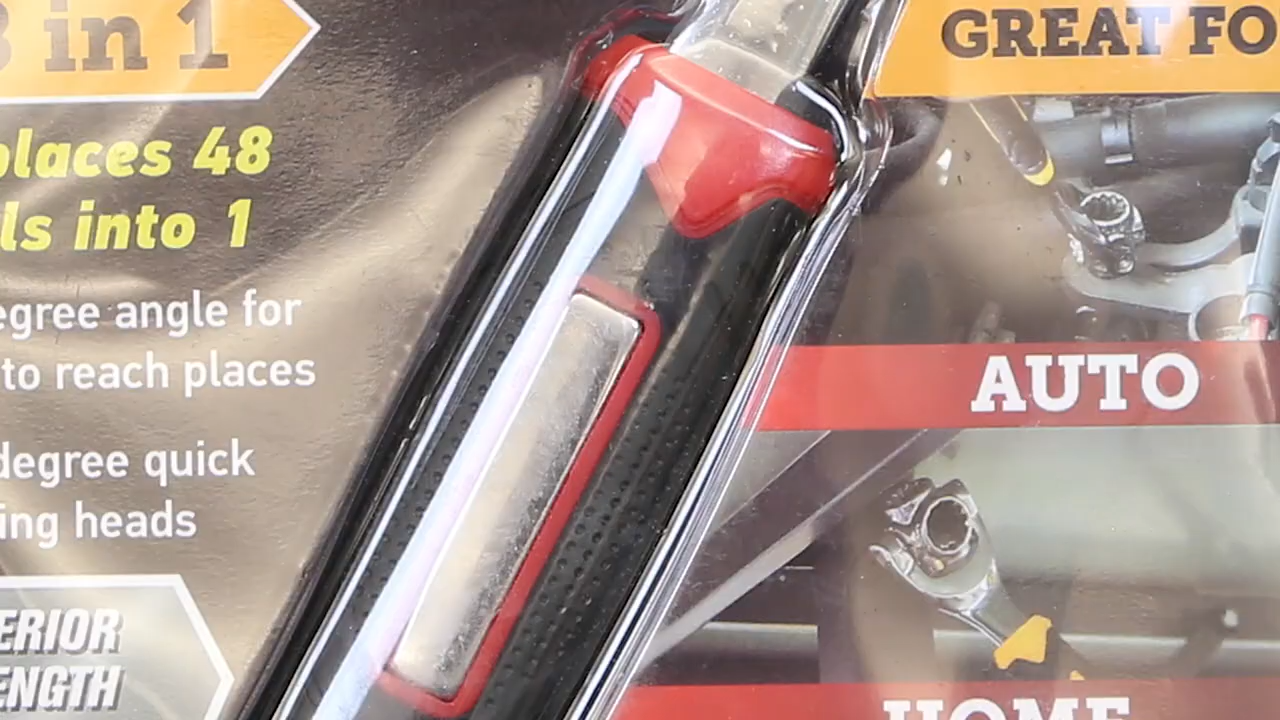 in 1
places 48
ls into 1
egree angle for
to reach places
degree quick
ing heads
ERIOR
ENGTH
GREAT FO
AUTO
HOME